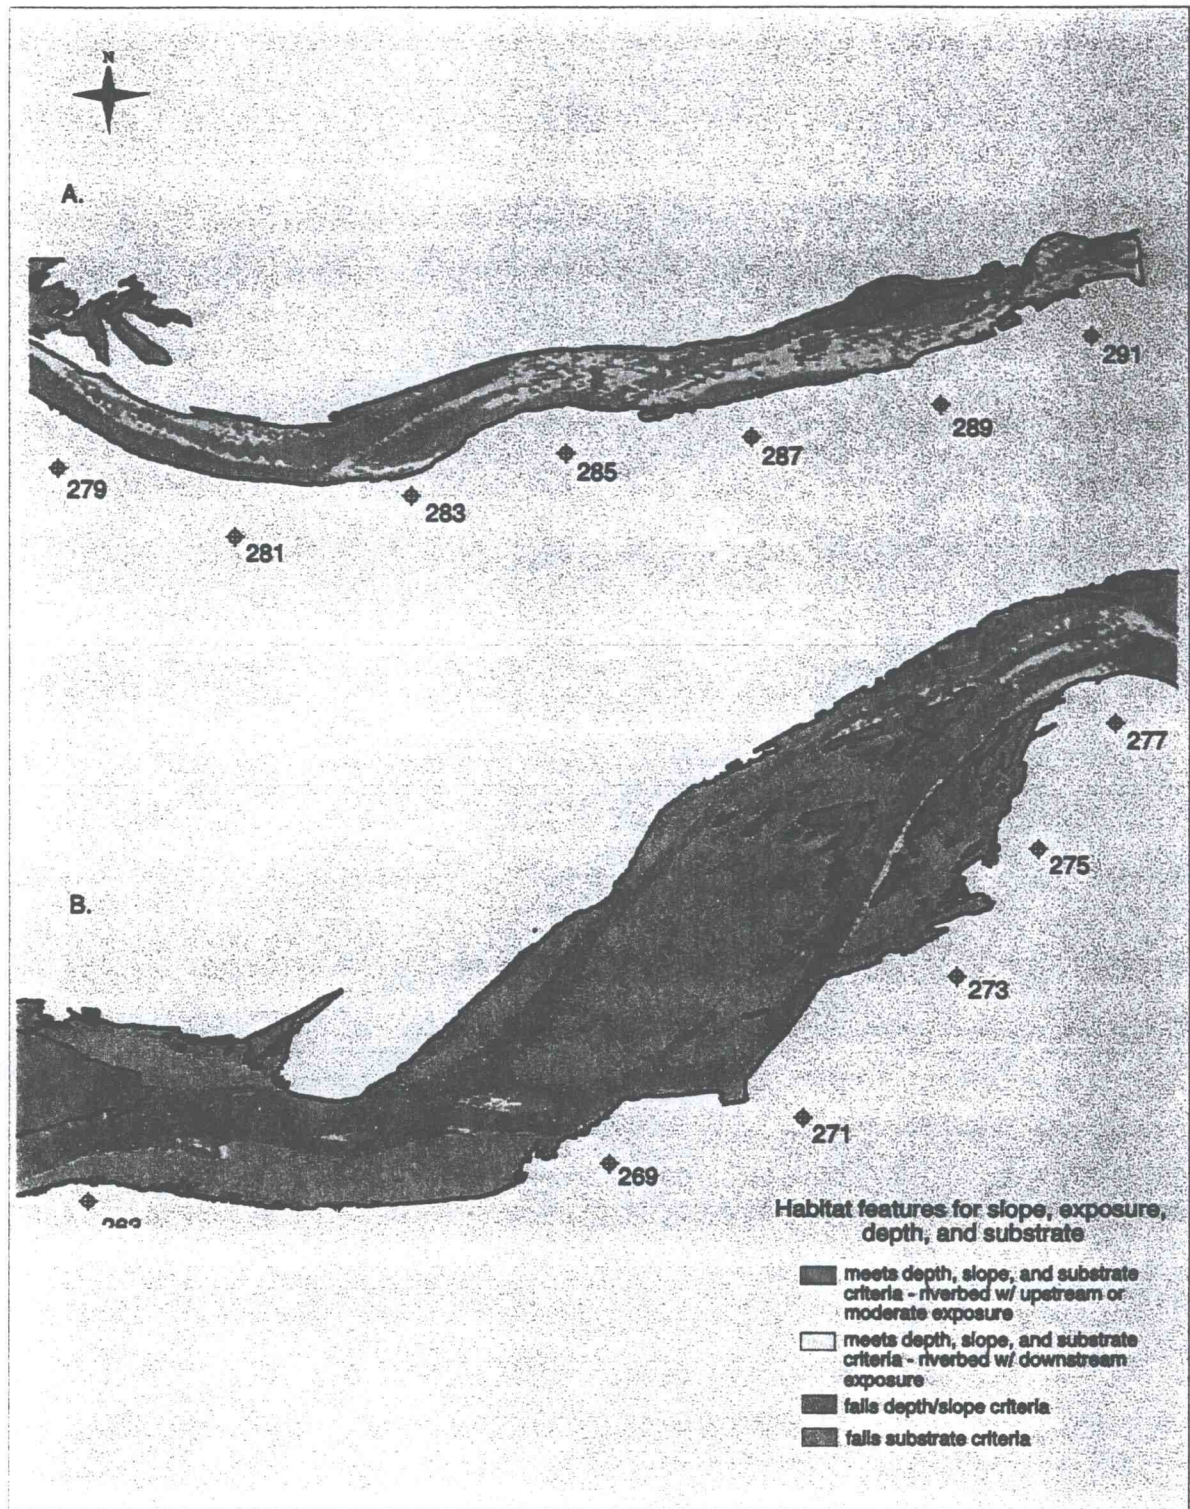 N
A.
291
289
287
285
279
283
281
277
275
B.
273
271
269
Habitat features for slope, exposure,
depth, and substrate
meets depth, slope, and substrate
criteria - riverbed w/ upstream or
moderate exposure
meets depth, slope, and substrate
criteria - riverbed w/ downstream
exposure
fails depth/slope criteria
fails substrate criteria